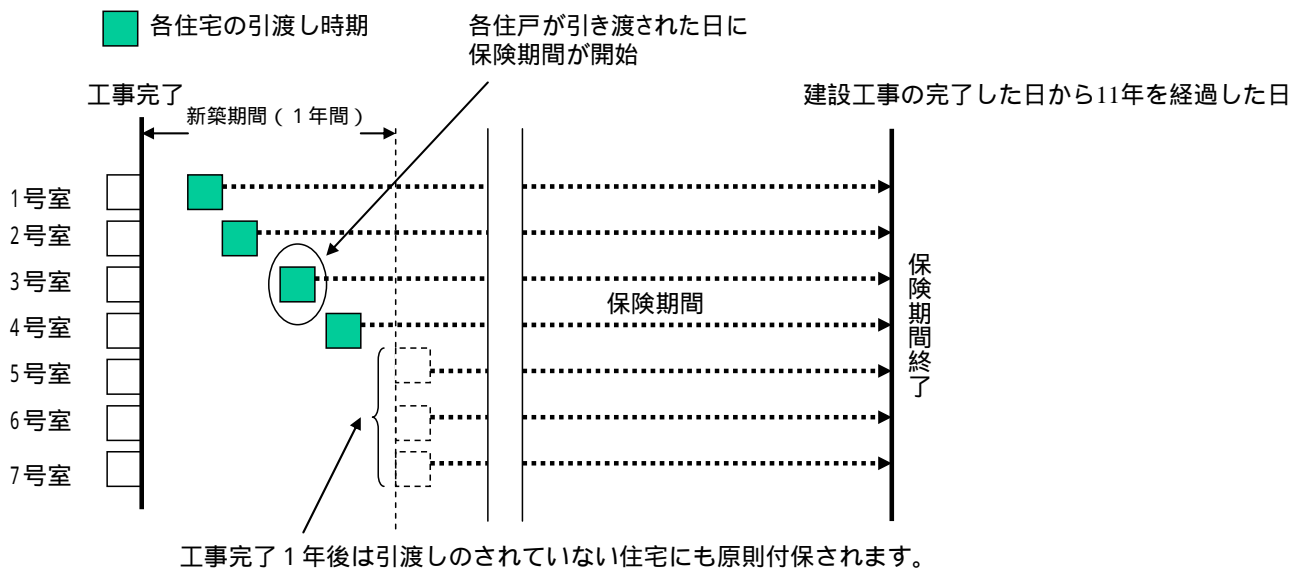 各住宅の引渡し時期
各住戸が引き渡された日に
保険期間が開始
工事完了
新築期間（１年間）
建設工事の完了した日から11年を経過した日
1号室
2号室
3号室
4号室
5号室
6号室
7号室
保険期間
保険期間終了
工事完了１年後は引渡しのされていない住宅にも原則付保されます。